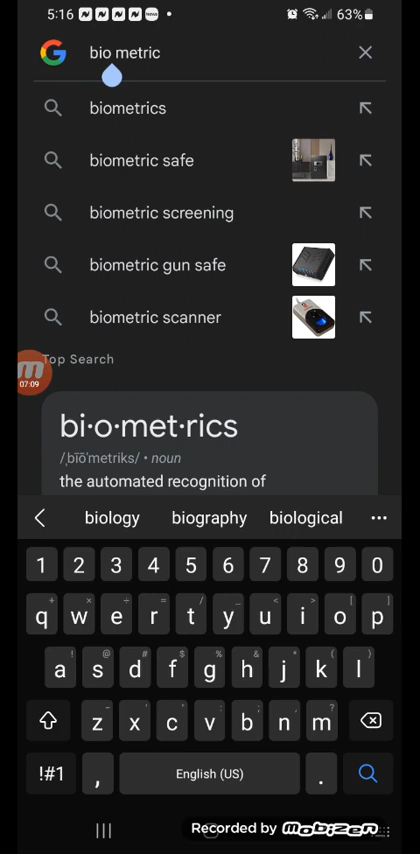 5:16 63%
bio metric
biometrics
biometric safe
biometric screening
biometric gun safe
biometric scanner
Top Search
07:09
bi·o·met·rics
/ˌbīōˈmetriks/ • noun
the automated recognition of
biology biography biological
1 2 3 4 5 6 7 8 9 0
+ × ÷ = / _ < > [ ]
q w e r t y u i o p
! @ # $ % & * ( )
a s d f g h j k l
- ' " : ; , ?
z x c v b n m
!#1 , English (US) .
Recorded by MOBIZEN